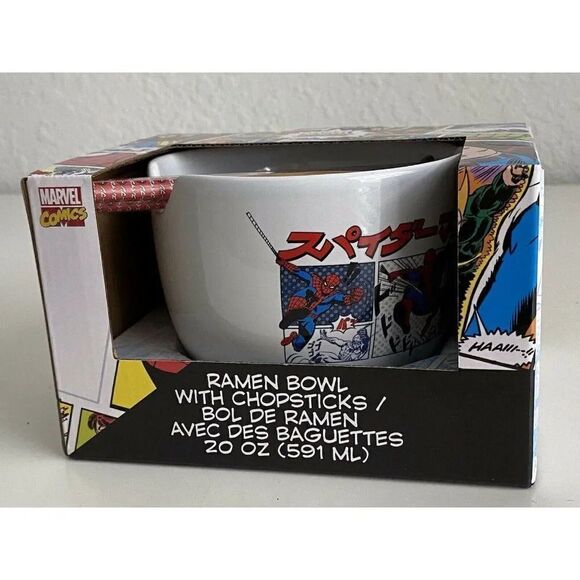 MARVEL
COMICS
スパイダーマ
HAAIII--!!
RAMEN BOWL
WITH CHOPSTICKS /
BOL DE RAMEN
AVEC DES BAGUETTES
20 OZ (591 ML)